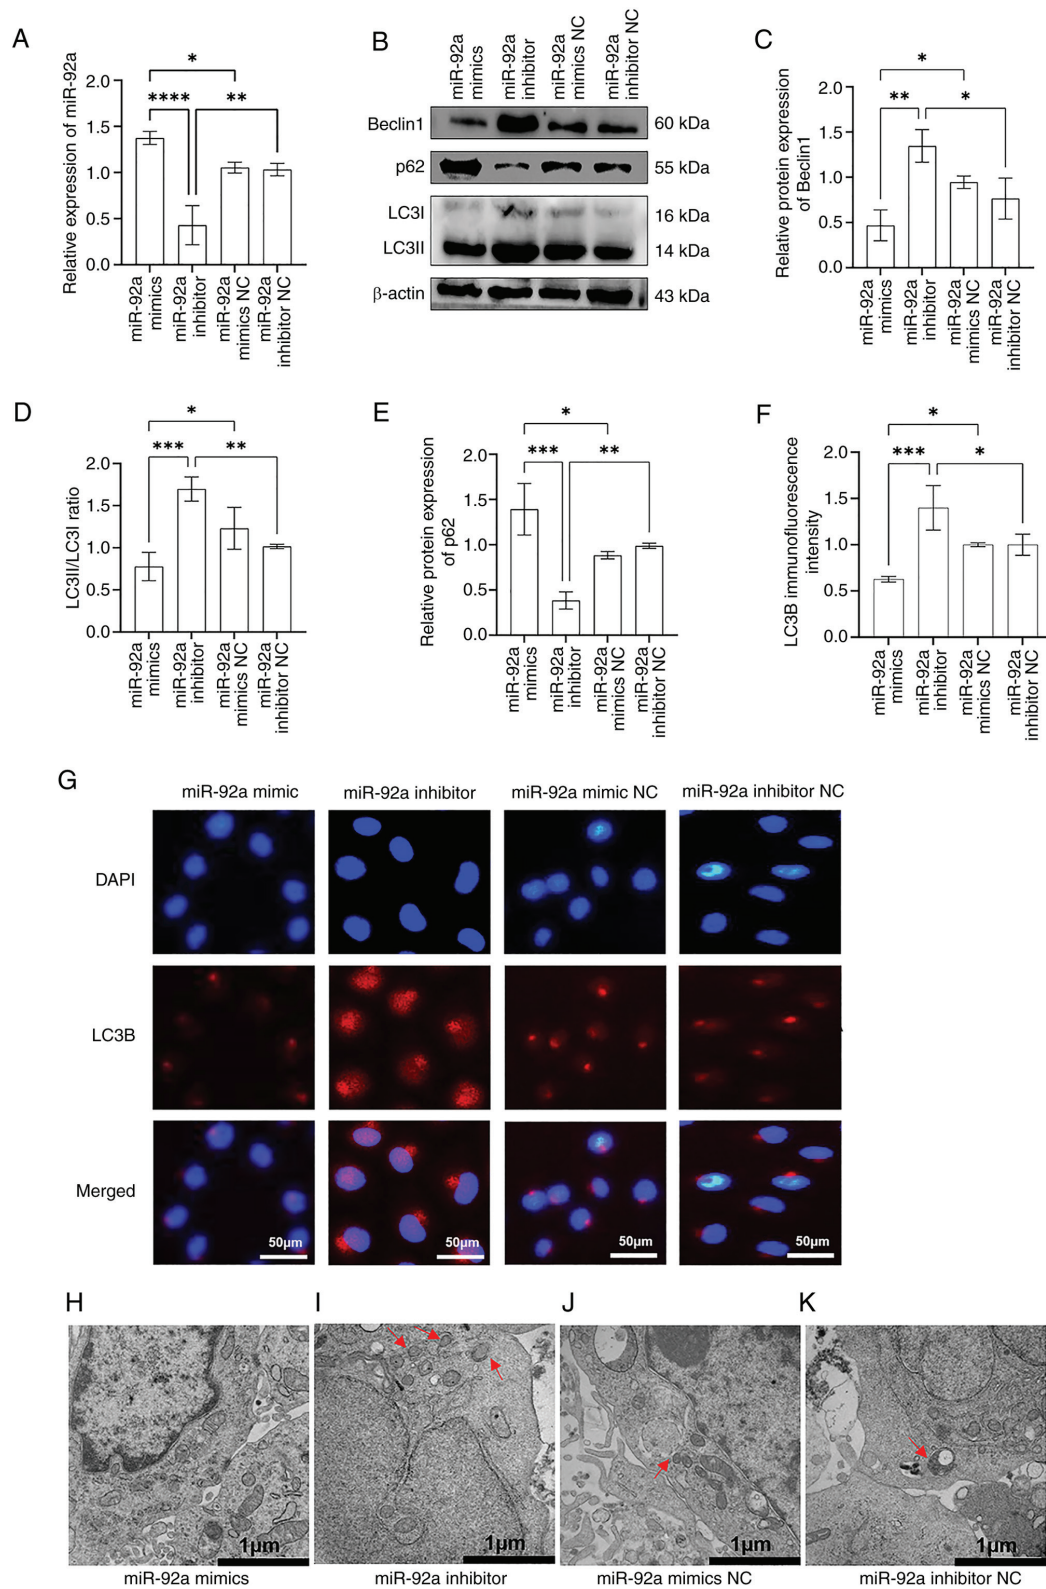 A
Relative expression of miR-92a
2.0
1.5
1.0
0.5
0.0
*
****
**
miR-92a
mimics
miR-92a
inhibitor
miR-92a
mimics NC
miR-92a
inhibitor NC
B
miR-92a
mimics
miR-92a
inhibitor
miR-92a
mimics NC
miR-92a
inhibitor NC
Beclin1
60 kDa
p62
55 kDa
LC3I
16 kDa
LC3II
14 kDa
β-actin
43 kDa
C
Relative protein expression
of Beclin1
2.0
1.5
1.0
0.5
0.0
*
**
*
miR-92a
mimics
miR-92a
inhibitor
miR-92a
mimics NC
miR-92a
inhibitor NC
D
LC3II/LC3I ratio
2.0
1.5
1.0
0.5
0.0
*
***
**
miR-92a
mimics
miR-92a
inhibitor
miR-92a
mimics NC
miR-92a
inhibitor NC
E
Relative protein expression
of p62
2.0
1.5
1.0
0.5
0.0
*
***
**
miR-92a
mimics
miR-92a
inhibitor
miR-92a
mimics NC
miR-92a
inhibitor NC
F
LC3B immunofluorescence
intensity
2.0
1.5
1.0
0.5
0.0
*
***
*
miR-92a
mimics
miR-92a
inhibitor
miR-92a
mimics NC
miR-92a
inhibitor NC
G
miR-92a mimic
miR-92a inhibitor
miR-92a mimic NC
miR-92a inhibitor NC
DAPI
LC3B
Merged
50μm
50μm
50μm
50μm
H
I
J
K
1μm
1μm
1μm
1μm
miR-92a mimics
miR-92a inhibitor
miR-92a mimics NC
miR-92a inhibitor NC